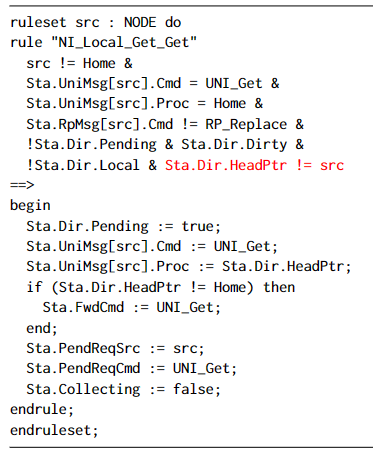 ruleset src : NODE do
rule "NI_Local_Get_Get"
  src != Home &
  Sta.UniMsg[src].Cmd = UNI_Get &
  Sta.UniMsg[src].Proc = Home &
  Sta.RpMsg[src].Cmd != RP_Replace &
  !Sta.Dir.Pending & Sta.Dir.Dirty &
  !Sta.Dir.Local & Sta.Dir.HeadPtr != src
==>
begin
  Sta.Dir.Pending := true;
  Sta.UniMsg[src].Cmd := UNI_Get;
  Sta.UniMsg[src].Proc := Sta.Dir.HeadPtr;
  if (Sta.Dir.HeadPtr != Home) then
    Sta.FwdCmd := UNI_Get;
  end;
  Sta.PendReqSrc := src;
  Sta.PendReqCmd := UNI_Get;
  Sta.Collecting := false;
endrule;
endruleset;